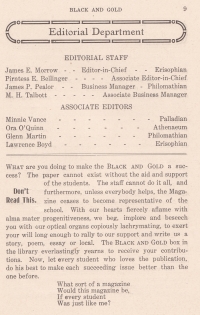 BLACK AND GOLD 9
Editorial Department
EDITORIAL STAFF
James E. Morrow - - Editor-in-Chief - - Erisophian
Piratess E. Bollinger - - - - Associate Editor-in-Chief
James P. Pealor - - Business Manager - Philomathian
M. H. Talbott - - - - Associate Business Manager
ASSOCIATE EDITORS
Minnie Vance - - - - - - - Palladian
Ora O'Quinn - - - - - - - Athenaeum
Glenn Martin - - - - - - Philomathian
Lawrence Boyd - - - - - - Erisophian
WHAT are you doing to make the BLACK AND GOLD a suc-
cess? The paper cannot exist without the aid and support
of the students. The staff cannot do it all, and
Don't furthermore, unless everybody helps, the Maga-
Read This. zine ceases to become representative of the
school. With our hearts fiercely aflame with
alma mater progenitiveness, we beg, implore and beseech
you with our optical organs copiously lachrymating, to exert
your will long enough to rally to our support and write us a
story, poem, essay or local. The BLACK AND GOLD box in
the library everlastingly yearns to receive your contribu-
tions. Now, let every student who loves the publication,
do his best to make each succeeding issue better than the
one before.
What sort of a magazine
Would this magazine be,
If every student
Was just like me?